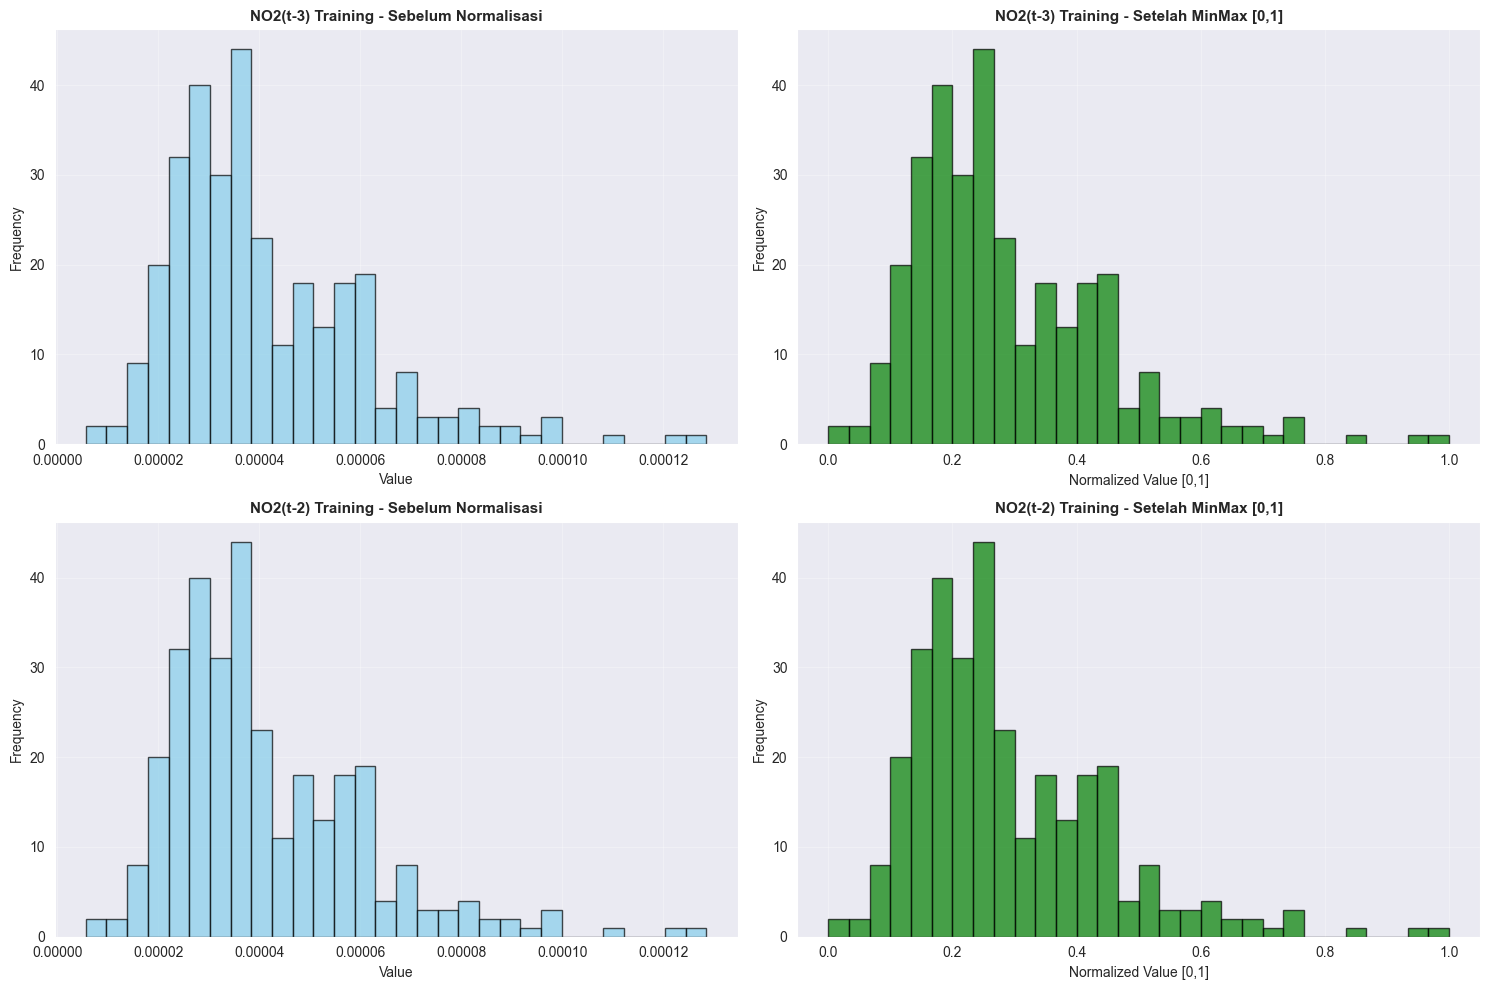 NO2(t-3) Training - Sebelum Normalisasi
Frequency
40
30
20
10
0
0.00000 0.00002 0.00004 0.00006 0.00008 0.00010 0.00012
Value
NO2(t-3) Training - Setelah MinMax [0,1]
Frequency
40
30
20
10
0
0.0 0.2 0.4 0.6 0.8 1.0
Normalized Value [0,1]
NO2(t-2) Training - Sebelum Normalisasi
Frequency
40
30
20
10
0
0.00000 0.00002 0.00004 0.00006 0.00008 0.00010 0.00012
Value
NO2(t-2) Training - Setelah MinMax [0,1]
Frequency
40
30
20
10
0
0.0 0.2 0.4 0.6 0.8 1.0
Normalized Value [0,1]